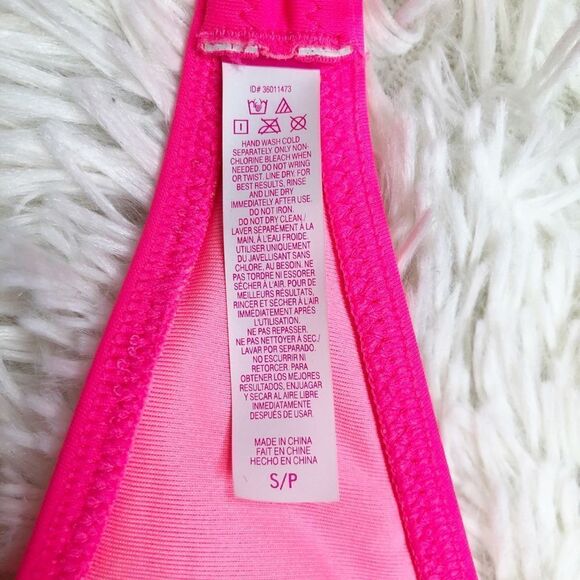 ID# 36011473
HAND WASH COLD
SEPARATELY. ONLY NON-
CHLORINE BLEACH WHEN
NEEDED. DO NOT WRING
OR TWIST. LINE DRY. FOR
BEST RESULTS, RINSE
AND LINE DRY
IMMEDIATELY AFTER USE.
DO NOT IRON.
DO NOT DRY CLEAN./
LAVER SÉPARÉMENT À LA
MAIN, À L'EAU FROIDE.
UTILISER UNIQUEMENT
DU JAVELLISANT SANS
CHLORE, AU BESOIN. NE
PAS TORDRE NI ESSORER.
SÉCHER À L'AIR. POUR DE
MEILLEURS RÉSULTATS,
RINCER ET SÉCHER À L'AIR
IMMÉDIATEMENT APRÈS
L'UTILISATION.
NE PAS REPASSER.
NE PAS NETTOYER À SEC./
LAVAR POR SEPARADO.
NO ESCURRIR NI
RETORCER. PARA
OBTENER LOS MEJORES
RESULTADOS, ENJUAGAR
Y SECAR AL AIRE LIBRE
INMEDIATAMENTE
DESPUÉS DE USAR.
MADE IN CHINA
FAIT EN CHINE
HECHO EN CHINA
S/P